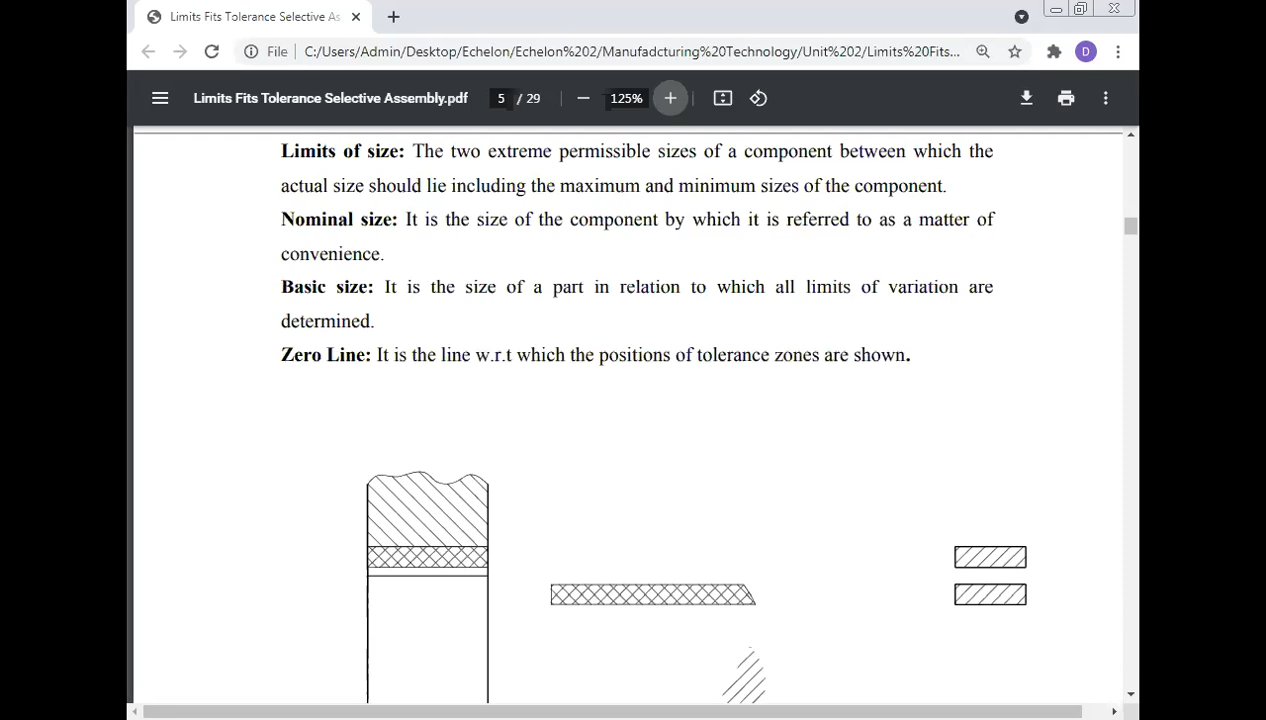 Limits Fits Tolerance Selective As
File C:/Users/Admin/Desktop/Echelon/Echelon%202/Manufadcturing%20Technology/Unit%202/Limits%20Fits...
D
Limits Fits Tolerance Selective Assembly.pdf 5 / 29 125%
Limits of size: The two extreme permissible sizes of a component between which the
actual size should lie including the maximum and minimum sizes of the component.
Nominal size: It is the size of the component by which it is referred to as a matter of
convenience.
Basic size: It is the size of a part in relation to which all limits of variation are
determined.
Zero Line: It is the line w.r.t which the positions of tolerance zones are shown.